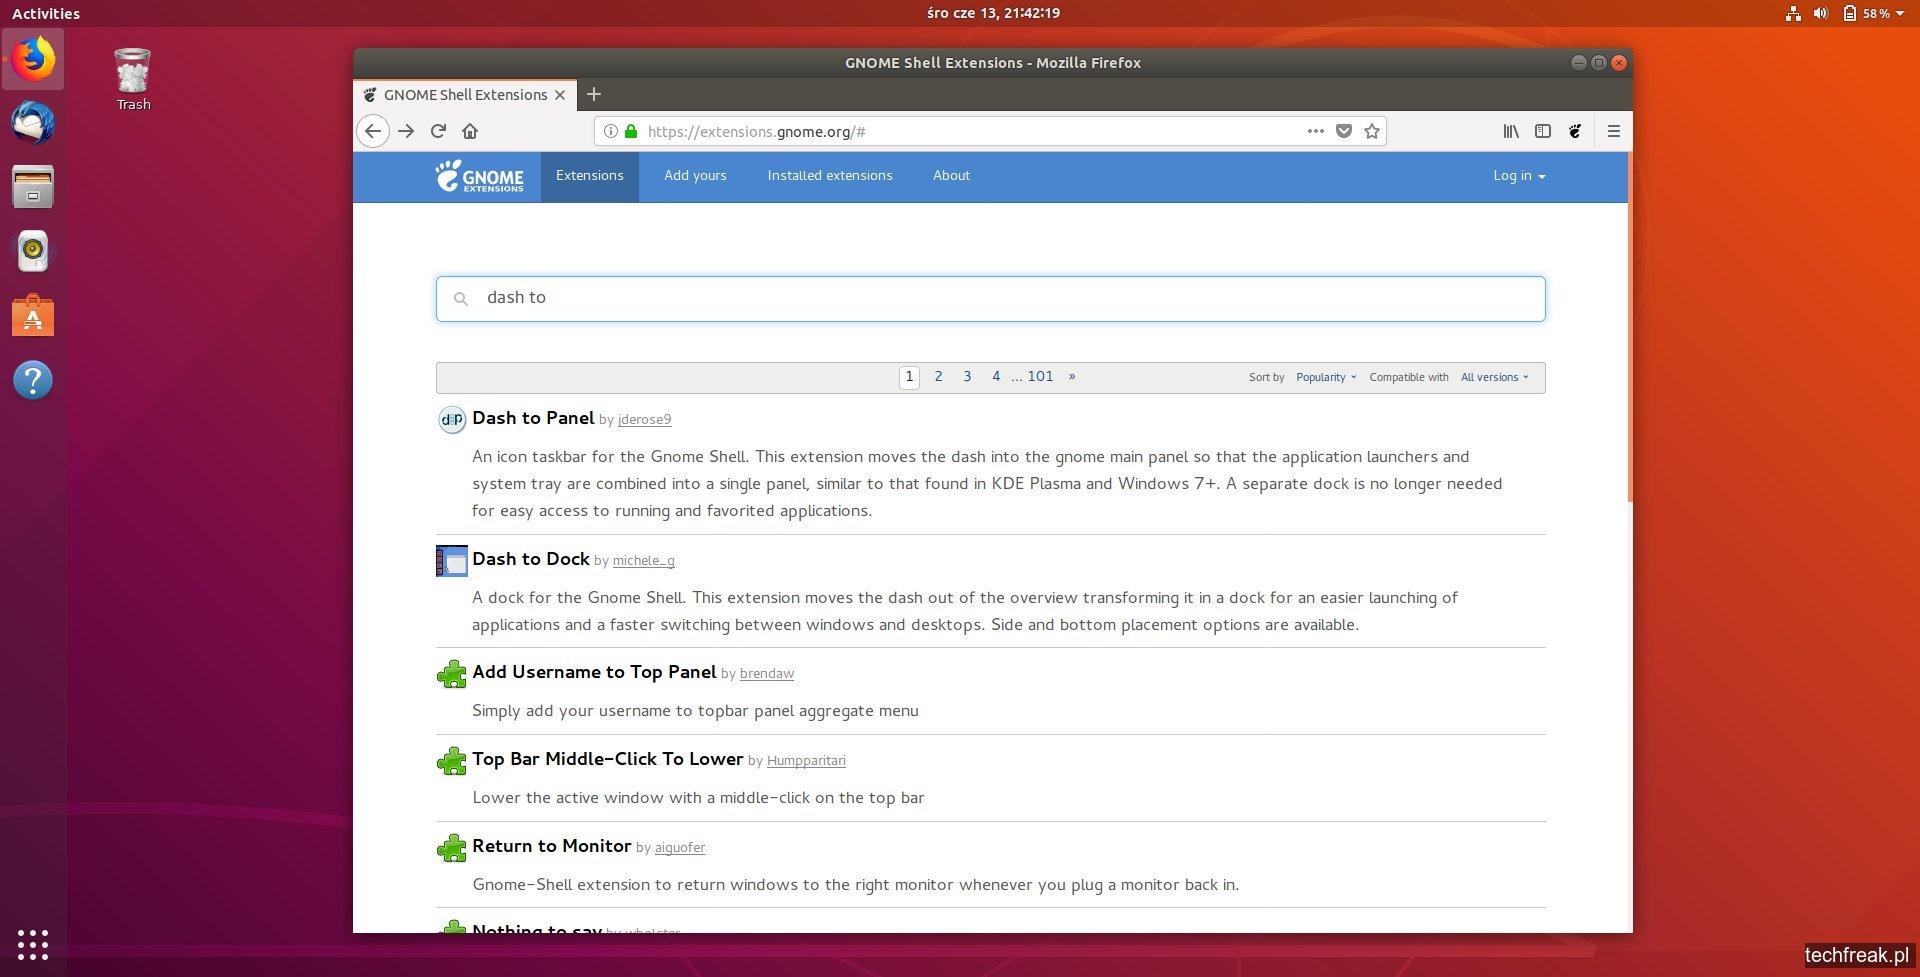 Activities
śro cze 13, 21:42:19
58 %
Trash
GNOME Shell Extensions - Mozilla Firefox
GNOME Shell Extensions
https://extensions.gnome.org/#
GNOME
EXTENSIONS
Extensions
Add yours
Installed extensions
About
Log in
dash to
1 2 3 4 ... 101 »
Sort by Popularity
Compatible with All versions
d p
Dash to Panel by jderose9
An icon taskbar for the Gnome Shell. This extension moves the dash into the gnome main panel so that the application launchers and
system tray are combined into a single panel, similar to that found in KDE Plasma and Windows 7+. A separate dock is no longer needed
for easy access to running and favorited applications.
Dash to Dock by michele_g
A dock for the Gnome Shell. This extension moves the dash out of the overview transforming it in a dock for an easier launching of
applications and a faster switching between windows and desktops. Side and bottom placement options are available.
Add Username to Top Panel by brendaw
Simply add your username to topbar panel aggregate menu
Top Bar Middle-Click To Lower by Humpparitari
Lower the active window with a middle-click on the top bar
Return to Monitor by aiguofer
Gnome-Shell extension to return windows to the right monitor whenever you plug a monitor back in.
Nothing to say by
techfreak.pl